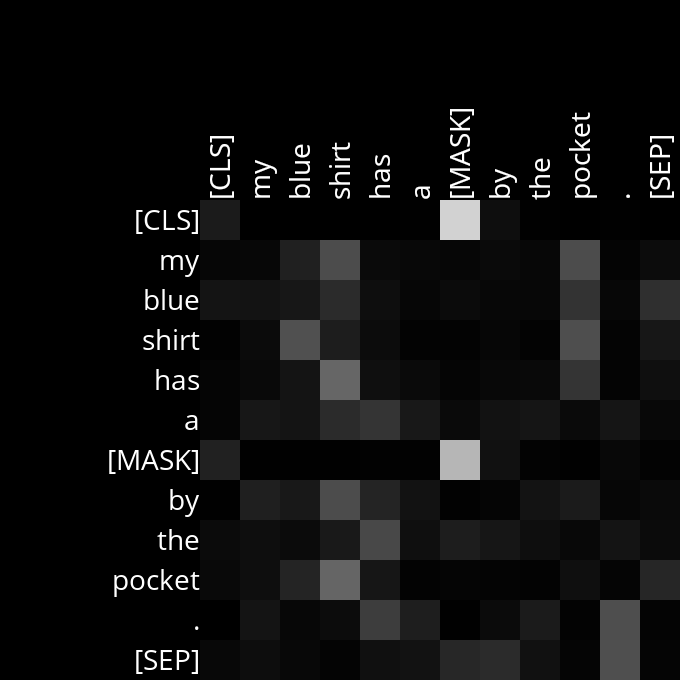 [CLS] my blue shirt has a [MASK] by the pocket . [SEP]
[CLS]
my
blue
shirt
has
a
[MASK]
by
the
pocket
.
[SEP]